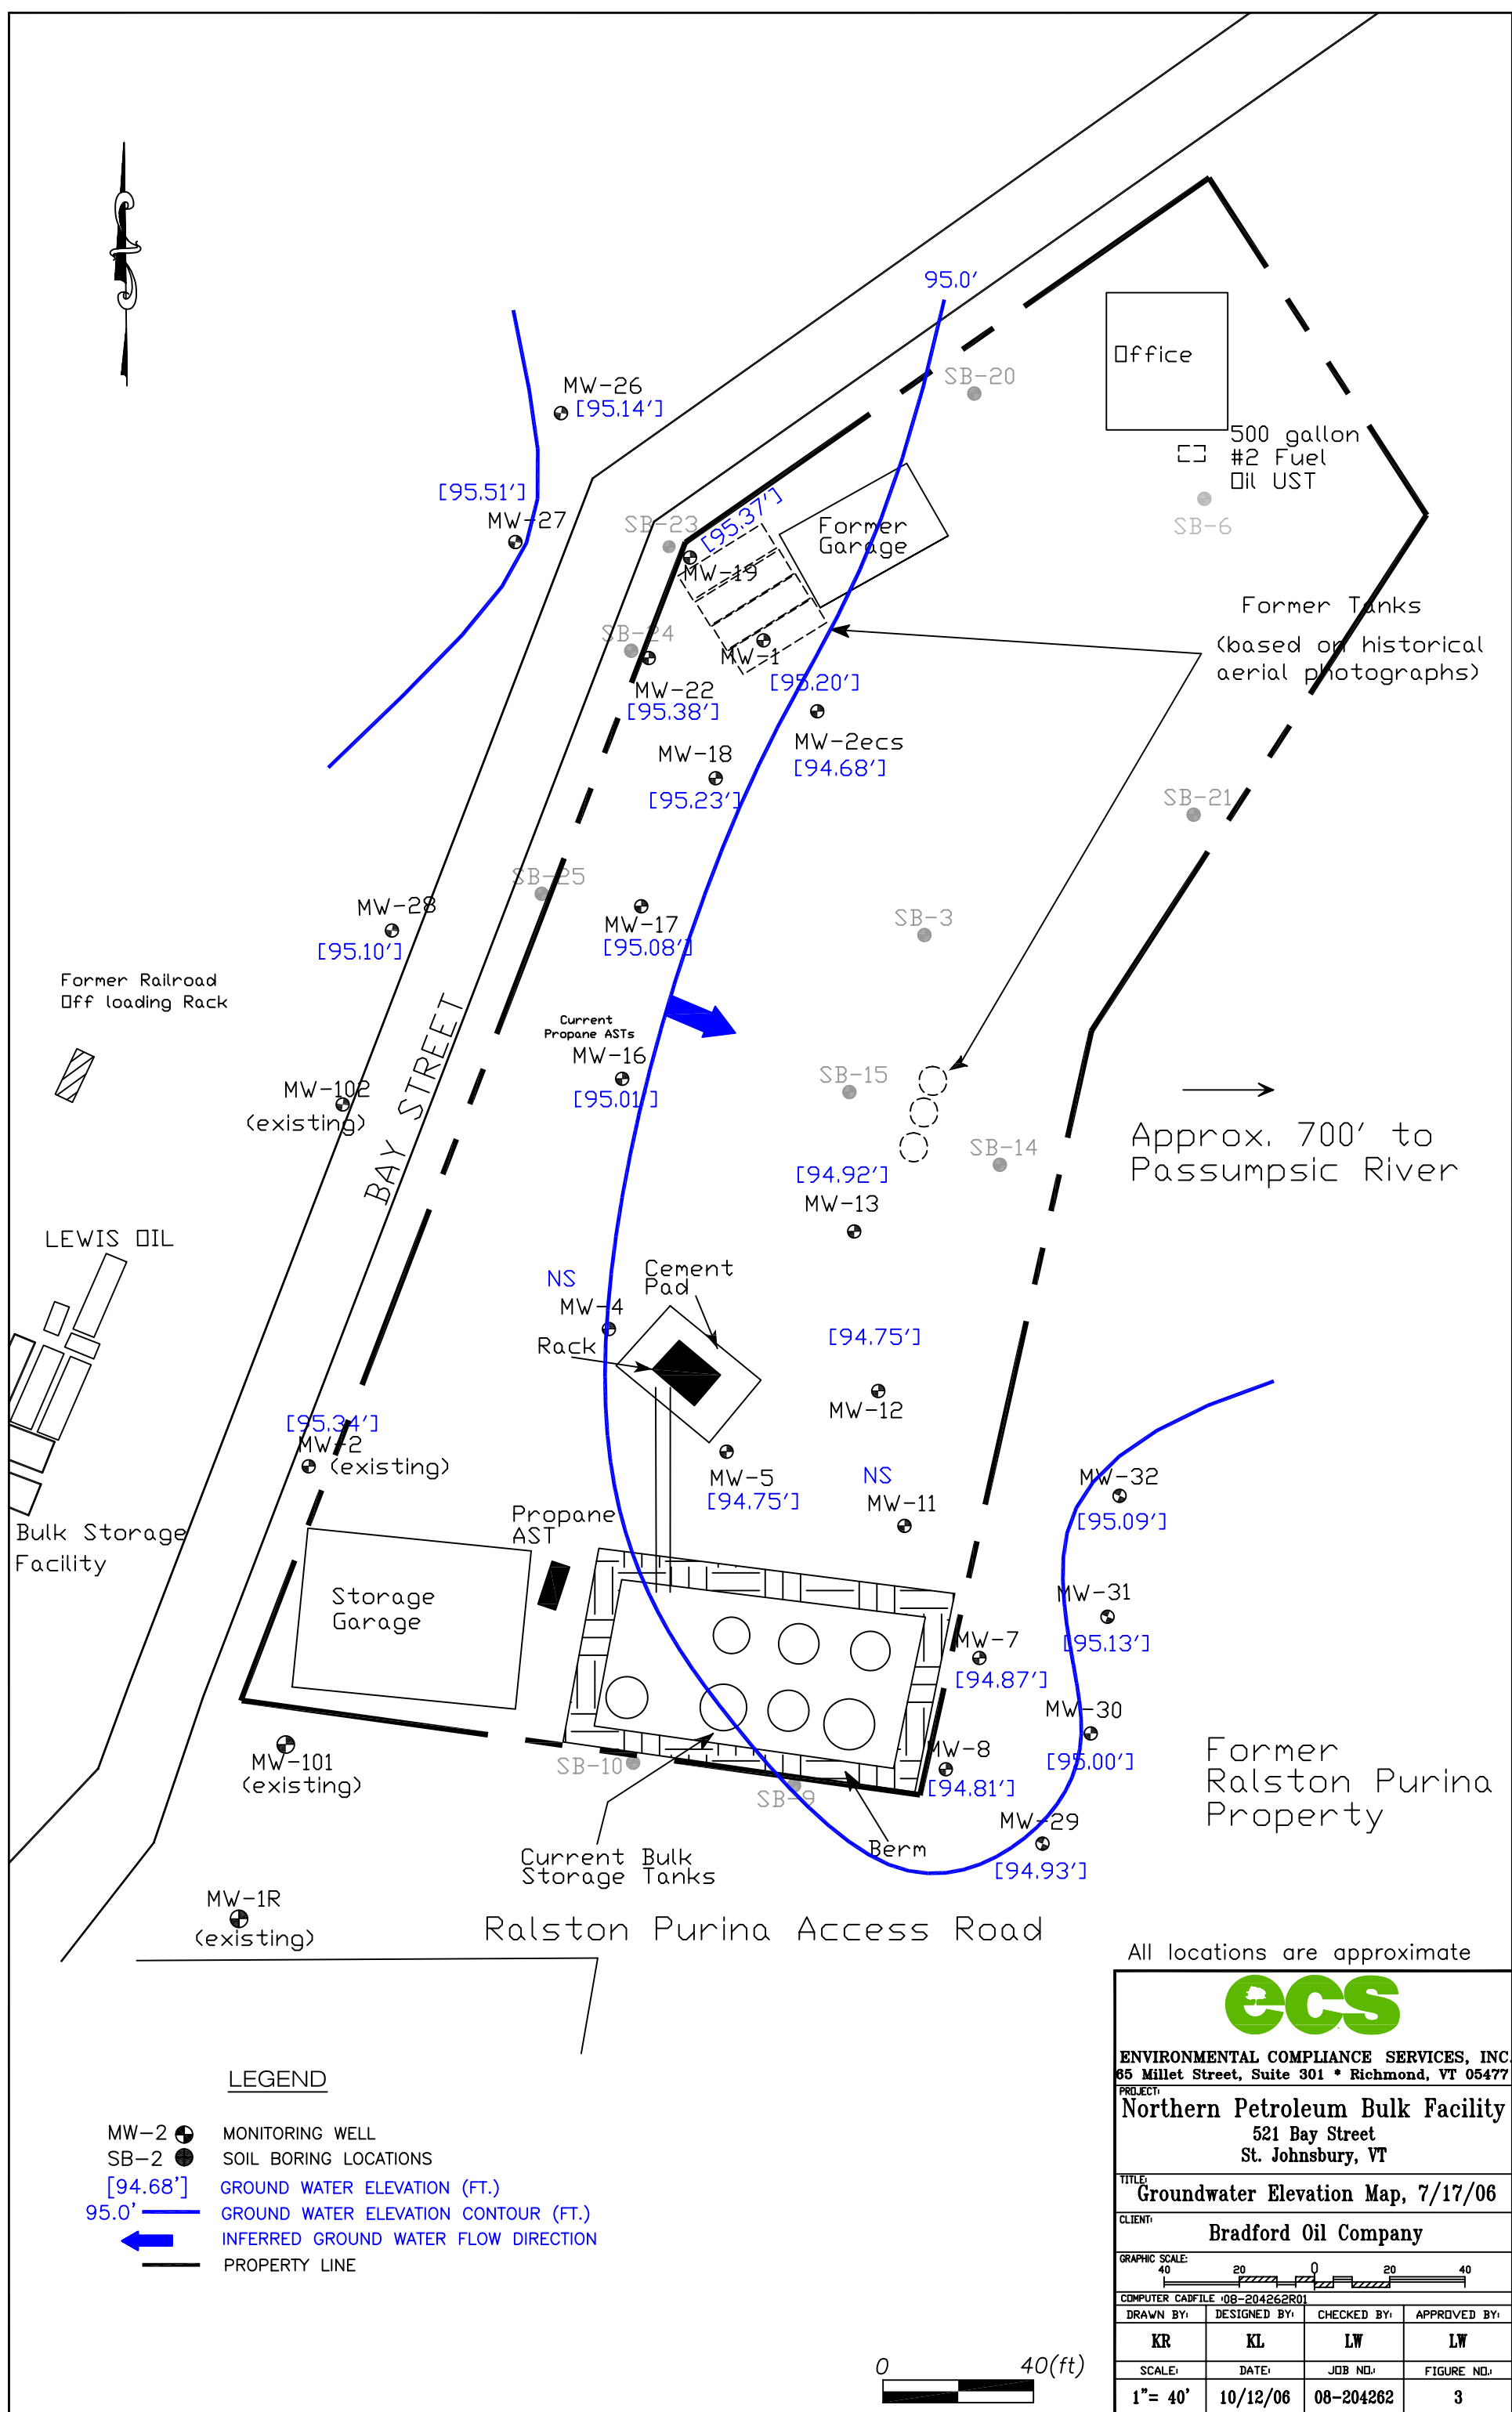 95.0'
Office
SB-20
MW-26
[95.14']
500 gallon
#2 Fuel
Oil UST
[95.51']
MW-27
SB-23
[95.37']
Former
Garage
SB-6
MW-19
Former Tanks
(based on historical
aerial photographs)
SB-24
MW-1
[95.20']
MW-22
[95.38']
MW-2ecs
[94.68']
MW-18
[95.23']
SB-21
SB-25
MW-28
[95.10']
MW-17
[95.08']
SB-3
Former Railroad
Off loading Rack
Current
Propane ASTs
MW-16
[95.01']
SB-15
MW-102
(existing)
BAY STREET
Approx. 700' to
Passumpsic River
SB-14
[94.92']
MW-13
LEWIS OIL
NS
MW-4
Cement
Pad
Rack
[94.75']
MW-12
[95.34']
MW-2
(existing)
MW-5
[94.75']
NS
MW-11
MW-32
[95.09']
Bulk Storage
Facility
Propane
AST
Storage
Garage
MW-31
[95.13']
MW-7
[94.87']
MW-30
[95.00']
MW-101
(existing)
SB-10
SB-9
MW-8
[94.81']
Former
Ralston Purina
Property
MW-29
[94.93']
Berm
Current Bulk
Storage Tanks
MW-1R
(existing)
Ralston Purina Access Road
All locations are approximate
ecs
ENVIRONMENTAL COMPLIANCE SERVICES, INC.
65 Millet Street, Suite 301 * Richmond, VT 05477
PROJECT:
Northern Petroleum Bulk Facility
521 Bay Street
St. Johnsbury, VT
TITLE:
Groundwater Elevation Map, 7/17/06
CLIENT:
Bradford Oil Company
GRAPHIC SCALE:
40 20 0 20 40
COMPUTER CADFILE :08-204262R01
DRAWN BY: DESIGNED BY: CHECKED BY: APPROVED BY:
KR KL LW LW
SCALE: DATE: JOB NO.: FIGURE NO.:
1"= 40' 10/12/06 08-204262 3
LEGEND
MW-2 MONITORING WELL
SB-2 SOIL BORING LOCATIONS
[94.68'] GROUND WATER ELEVATION (FT.)
95.0' GROUND WATER ELEVATION CONTOUR (FT.)
INFERRED GROUND WATER FLOW DIRECTION
PROPERTY LINE
0 40(ft)